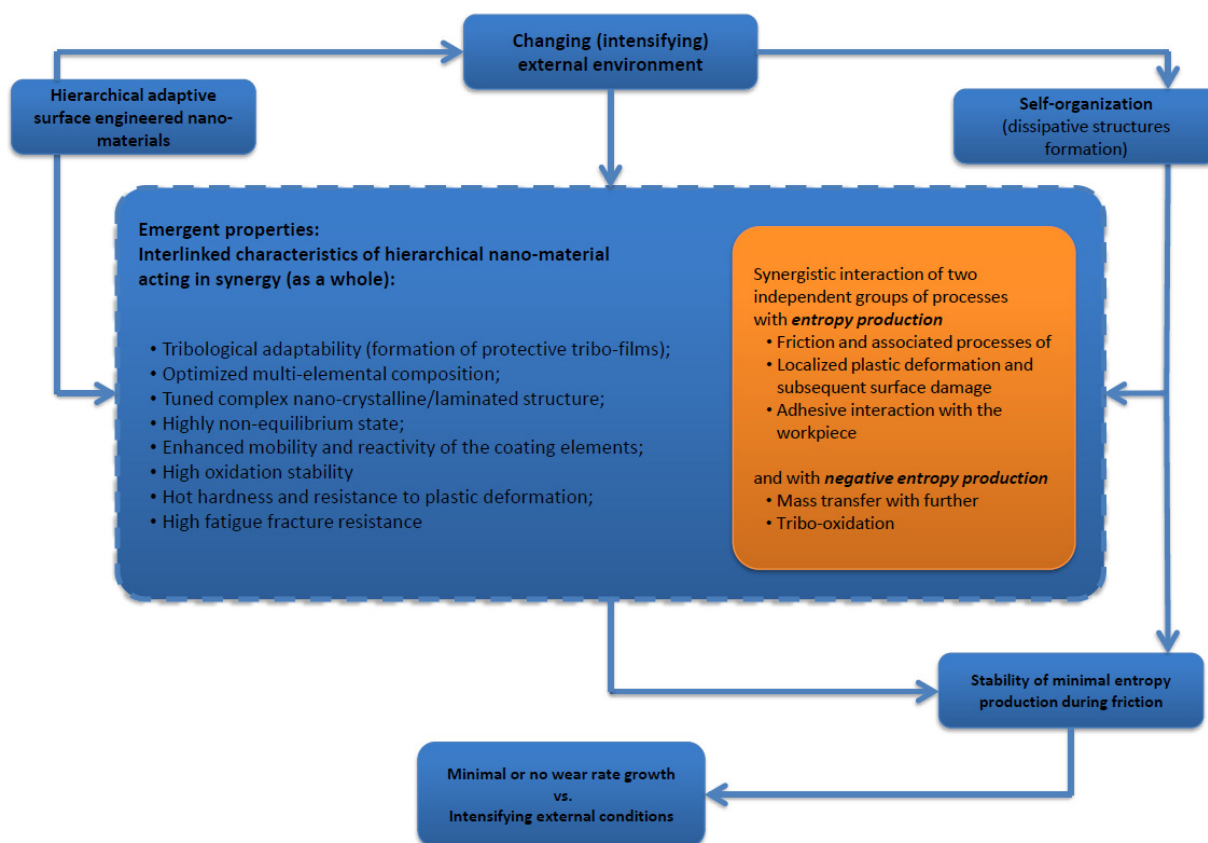 Changing (intensifying)
external environment
Hierarchical adaptive
surface engineered nano-
materials
Self-organization
(dissipative structures
formation)
Emergent properties:
Interlinked characteristics of hierarchical nano-material
acting in synergy (as a whole):
• Tribological adaptability (formation of protective tribo-films);
• Optimized multi-elemental composition;
• Tuned complex nano-crystalline/laminated structure;
• Highly non-equilibrium state;
• Enhanced mobility and reactivity of the coating elements;
• High oxidation stability
• Hot hardness and resistance to plastic deformation;
• High fatigue fracture resistance
Synergistic interaction of two
independent groups of processes
with entropy production
• Friction and associated processes of
• Localized plastic deformation and
subsequent surface damage
• Adhesive interaction with the
workpiece
and with negative entropy production
• Mass transfer with further
• Tribo-oxidation
Stability of minimal entropy
production during friction
Minimal or no wear rate growth
vs.
Intensifying external conditions